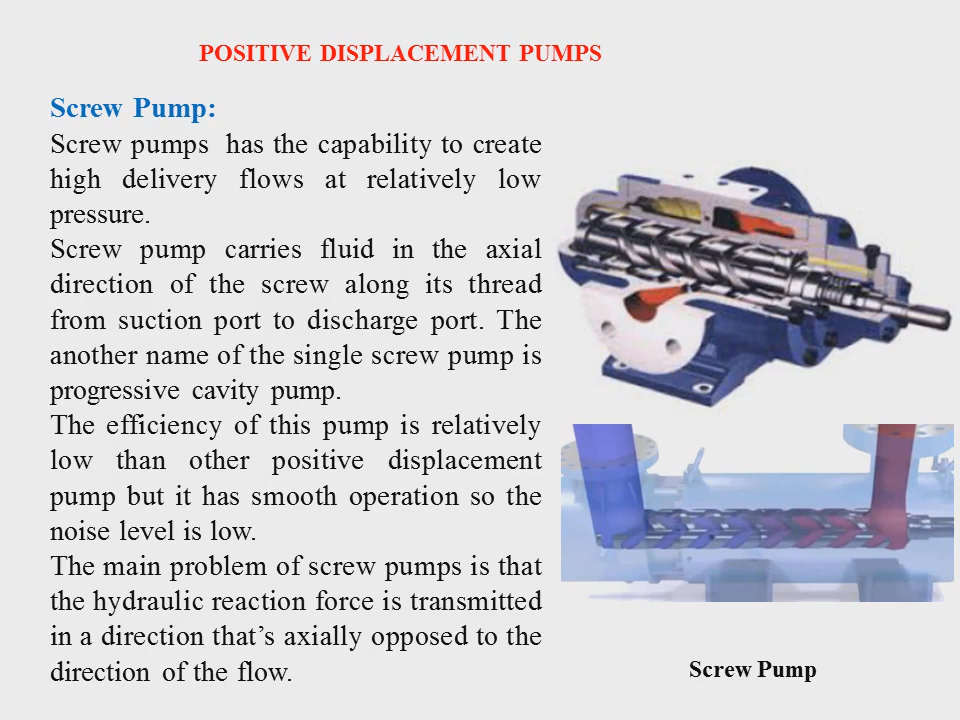 POSITIVE DISPLACEMENT PUMPS
Screw Pump:
Screw pumps has the capability to create
high delivery flows at relatively low
pressure.
Screw pump carries fluid in the axial
direction of the screw along its thread
from suction port to discharge port. The
another name of the single screw pump is
progressive cavity pump.
The efficiency of this pump is relatively
low than other positive displacement
pump but it has smooth operation so the
noise level is low.
The main problem of screw pumps is that
the hydraulic reaction force is transmitted
in a direction that’s axially opposed to the
direction of the flow.
Screw Pump